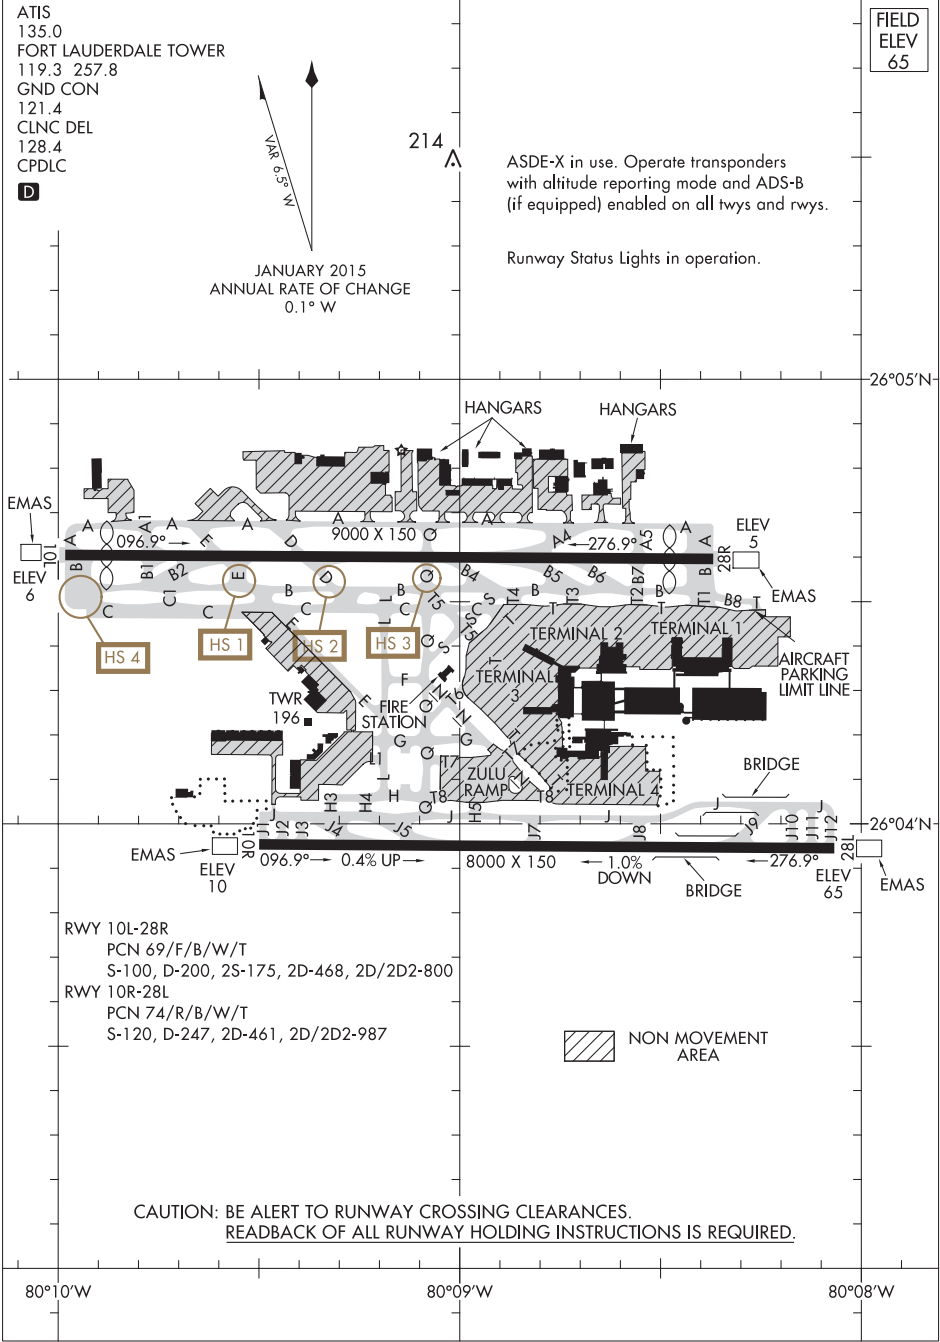 ATIS
135.0
FORT LAUDERDALE TOWER
119.3 257.8
GND CON
121.4
CLNC DEL
128.4
CPDLC
D
FIELD
ELEV
65
VAR 6.5° W
JANUARY 2015
ANNUAL RATE OF CHANGE
0.1° W
214
ASDE-X in use. Operate transponders
with altitude reporting mode and ADS-B
(if equipped) enabled on all twys and rwys.
Runway Status Lights in operation.
26°05'N
HANGARS
HANGARS
EMAS
A
A
A1
A
E
A
D
A
Q
A
A4
A5
A
A
ELEV
5
10L
096.9°
9000 X 150
276.9°
28R
ELEV
6
B
B1
B2
E
B
D
B
Q
B4
B
B5
B6
B7
B
B
EMAS
C
C1
C
C
L
C
T5
S
C
T4
T
T3
T2
T
T1
B8
T
HS 4
HS 1
HS 2
HS 3
E
L
Q
S
T5
T
TERMINAL 2
TERMINAL 1
AIRCRAFT
PARKING
LIMIT LINE
TERMINAL
3
T
F
N
T6
E
Q
N
FIRE
STATION
TWR
196
G
Q
G
T
L1
L
T7
ZULU
RAMP
N
T8
T8
TERMINAL 4
BRIDGE
H3
H4
H
Q
H5
J
J
J
J
26°04'N
J1
J2
J3
J4
J5
J7
J8
J9
J10
J11
J12
EMAS
10R
ELEV
10
096.9°
0.4% UP
8000 X 150
1.0%
DOWN
276.9°
28L
ELEV
65
EMAS
BRIDGE
RWY 10L-28R
PCN 69/F/B/W/T
S-100, D-200, 2S-175, 2D-468, 2D/2D2-800
RWY 10R-28L
PCN 74/R/B/W/T
S-120, D-247, 2D-461, 2D/2D2-987
NON MOVEMENT
AREA
CAUTION: BE ALERT TO RUNWAY CROSSING CLEARANCES.
READBACK OF ALL RUNWAY HOLDING INSTRUCTIONS IS REQUIRED.
80°10'W
80°09'W
80°08'W